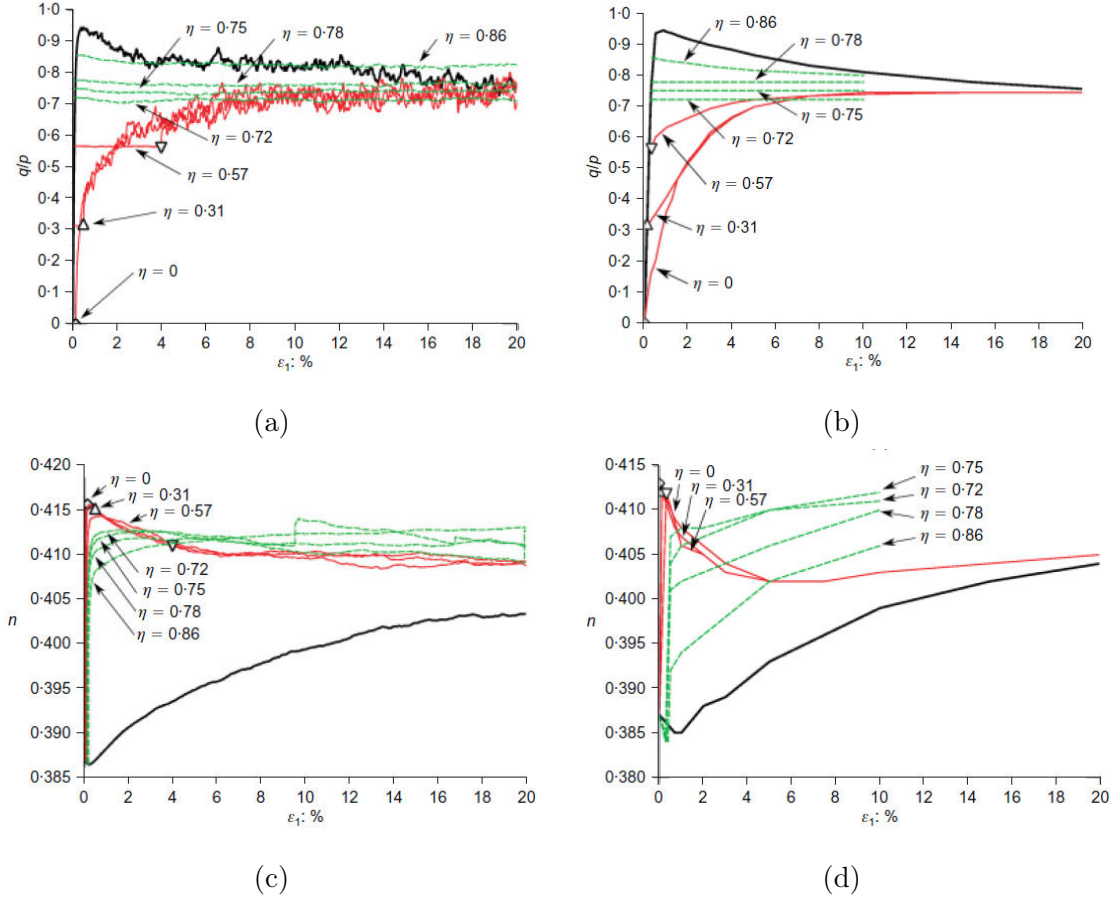 1·0
0·9
0·8
0·7
0·6
0·5
0·4
0·3
0·2
0·1
0
q/p
η = 0·75
η = 0·78
η = 0·86
η = 0·72
η = 0·57
η = 0·31
η = 0
0 2 4 6 8 10 12 14 16 18 20
ε1: %
(a)
1·0
0·9
0·8
0·7
0·6
0·5
0·4
0·3
0·2
0·1
0
q/p
η = 0·86
η = 0·78
η = 0·75
η = 0·72
η = 0·57
η = 0·31
η = 0
0 2 4 6 8 10 12 14 16 18 20
ε1: %
(b)
0·420
0·415
0·410
0·405
0·400
0·395
0·390
0·385
n
η = 0
η = 0·31
η = 0·57
η = 0·72
η = 0·75
η = 0·78
η = 0·86
0 2 4 6 8 10 12 14 16 18 20
ε1: %
(c)
0·415
0·410
0·405
0·400
0·395
0·390
0·385
0·380
n
η = 0
η = 0·31
η = 0·57
η = 0·75
η = 0·72
η = 0·78
η = 0·86
0 2 4 6 8 10 12 14 16 18 20
ε1: %
(d)